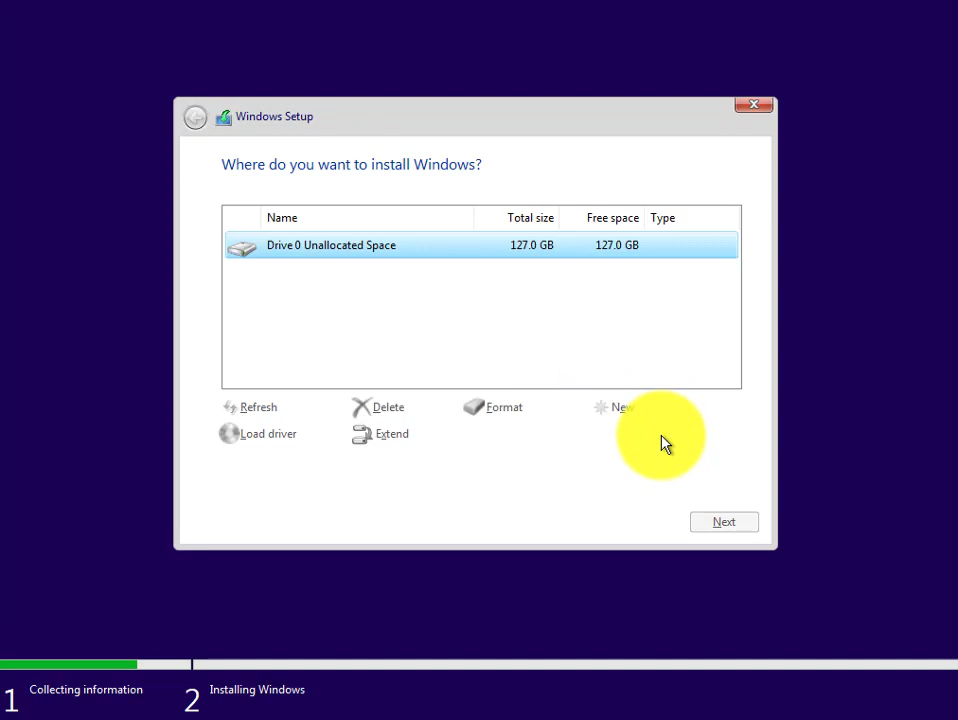 Windows Setup
Where do you want to install Windows?
Name Total size Free space Type
Drive 0 Unallocated Space 127.0 GB 127.0 GB
Refresh Delete Format New
Load driver Extend
Next
1 Collecting information 2 Installing Windows